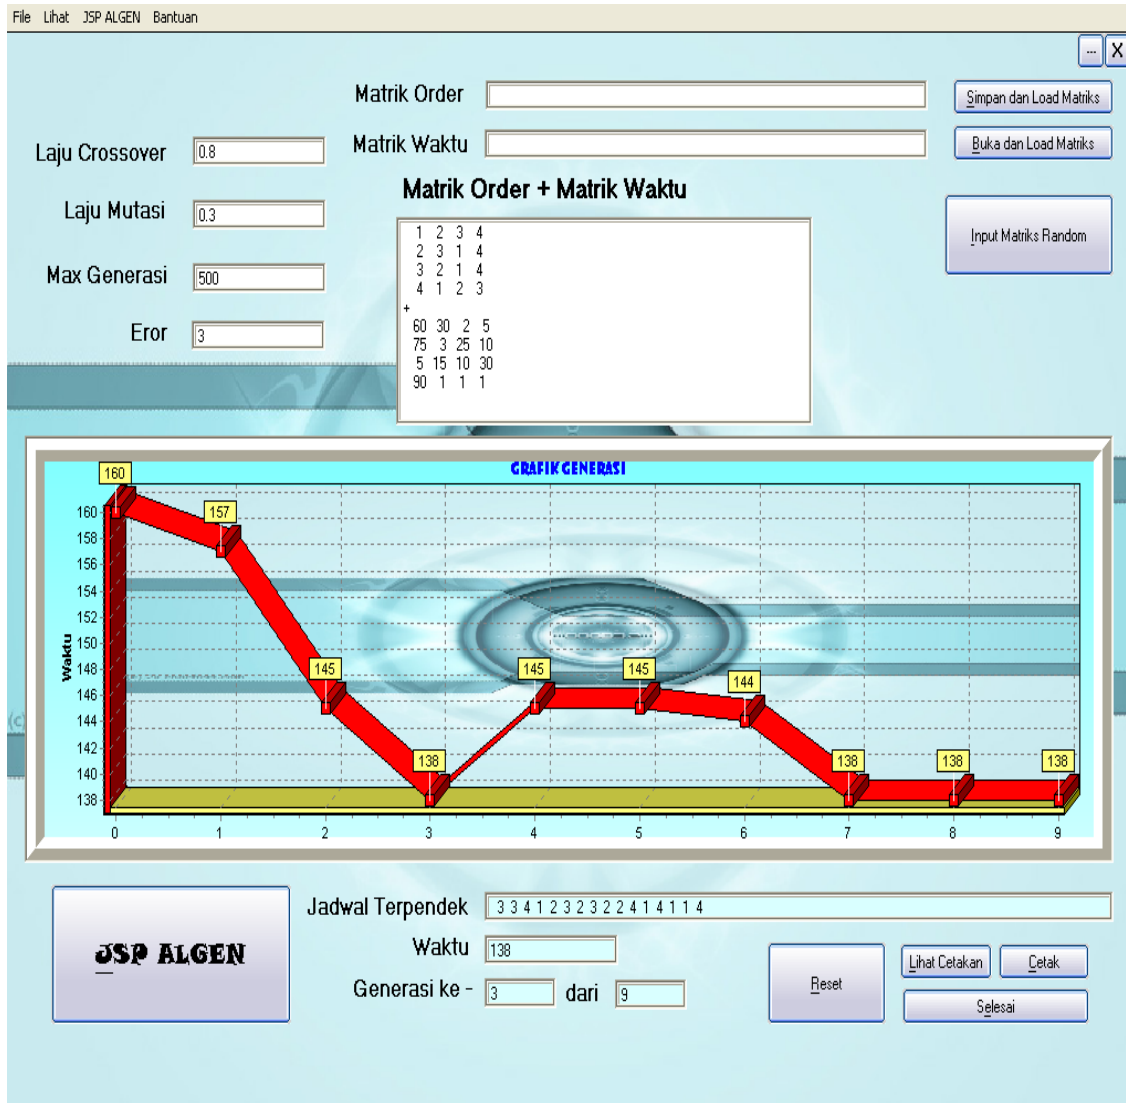 File Lihat JSP ALGEN Bantuan
... X
Matrik Order
Simpan dan Load Matriks
Matrik Waktu
Buka dan Load Matriks
Laju Crossover 0.8
Laju Mutasi 0.3
Max Generasi 500
Eror 3
Matrik Order + Matrik Waktu
Input Matriks Random
1 2 3 4
2 3 1 4
3 2 1 4
4 1 2 3
+
60 30 2 5
75 3 25 10
5 15 10 30
90 1 1 1
GRAFIK GENERASI
160 157 145 138 145 145 144 138 138 138
Waktu
160
158
156
154
152
150
148
146
144
142
140
138
0 1 2 3 4 5 6 7 8 9
(c)
JSP ALGEN
Jadwal Terpendek 3 3 4 1 2 3 2 3 2 2 4 1 4 1 1 4
Waktu 138
Generasi ke - 3 dari 9
Reset
Lihat Cetakan Cetak
Selesai